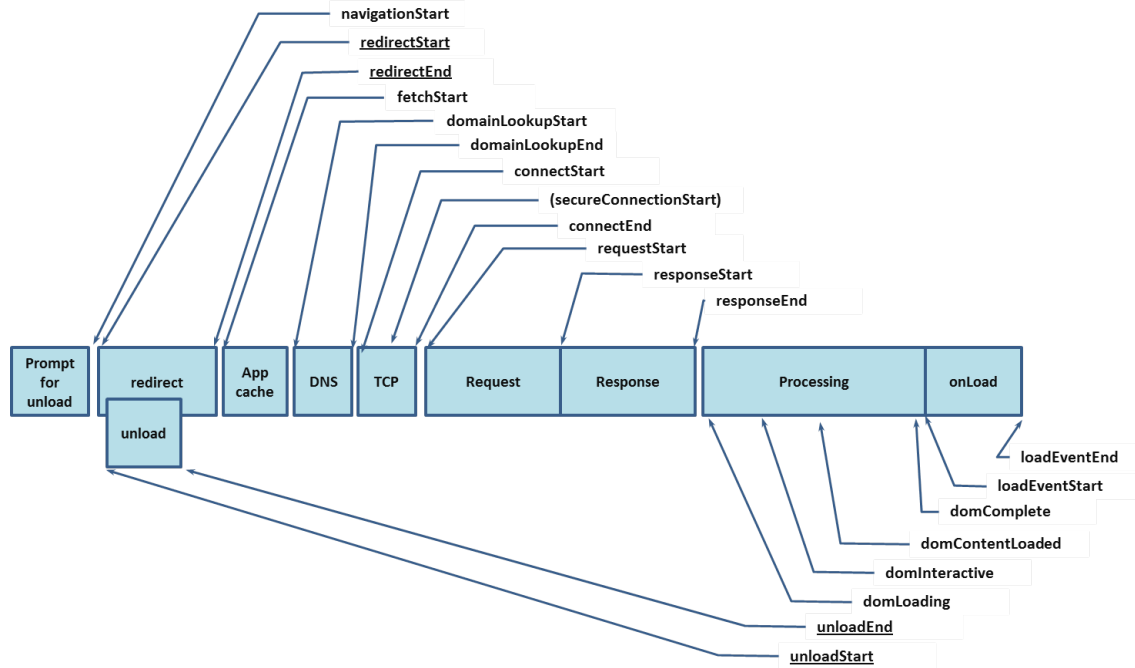 navigationStart
redirectStart
redirectEnd
fetchStart
domainLookupStart
domainLookupEnd
connectStart
(secureConnectionStart)
connectEnd
requestStart
responseStart
responseEnd
Prompt
for
unload
redirect
unload
App
cache
DNS
TCP
Request
Response
Processing
onLoad
loadEventEnd
loadEventStart
domComplete
domContentLoaded
domInteractive
domLoading
unloadEnd
unloadStart